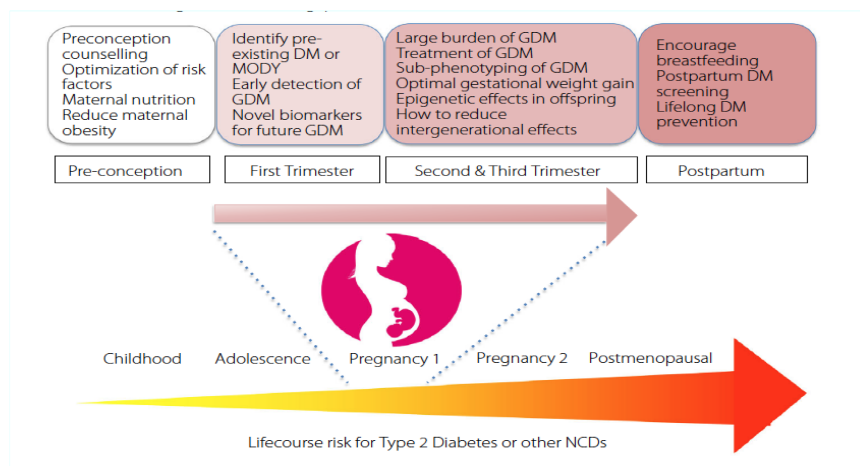 Preconception
counselling
Optimization of risk
factors
Maternal nutrition
Reduce maternal
obesity
Identify pre-
existing DM or
MODY
Early detection of
GDM
Novel biomarkers
for future GDM
Large burden of GDM
Treatment of GDM
Sub-phenotyping of GDM
Optimal gestational weight gain
Epigenetic effects in offspring
How to reduce
intergenerational effects
Encourage
breastfeeding
Postpartum DM
screening
Lifelong DM
prevention
Pre-conception
First Trimester
Second & Third Trimester
Postpartum
Childhood
Adolescence
Pregnancy 1
Pregnancy 2
Postmenopausal
Lifecourse risk for Type 2 Diabetes or other NCDs